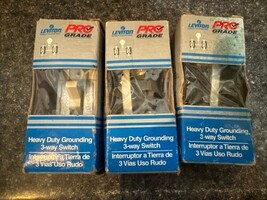 LEVITON
PRO
GRADE
Heavy Duty Grounding
3-way Switch
Interruptor a Tierra de
3 Vías Uso Rudo
LEVITON
PRO
GRADE
Heavy Duty Grounding
3-way Switch
Interruptor a Tierra de
3 Vías Uso Rudo
LEVITON
PRO
GRADE
Heavy Duty Grounding
3-way Switch
Interruptor a Tierra de
3 Vías Uso Rudo